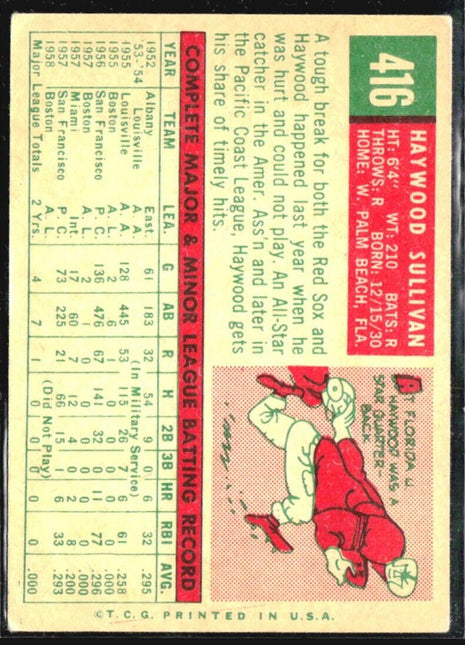 416
HAYWOOD SULLIVAN
HT: 6'4" WT: 210 BATS: R
THROWS: R BORN: 12/15/30
HOME: W. PALM BEACH, FLA.
A tough break for both the Red Sox and
Haywood happened last year when he
was hurt and could not play. An All-Star
catcher in the Amer. Ass'n and later in
the Pacific Coast League, Haywood gets
his share of timely hits.
AT FLORIDA U.
HAYWOOD WAS A
STAR QUARTER-
BACK
COMPLETE MAJOR & MINOR LEAGUE BATTING RECORD
YEAR TEAM LEA. G AB R H 2B 3B HR RBI AVG.
1952 Albany East. 61 183 32 54 9 0 6 32 .295
53-'54 Louisville (In Military Service)
1955 Louisville A. A. 128 445 53 115 26 7 6 61 .258
1955 Boston A. L. 2 6 1 0 0 0 0 0 .000
1956 San Francisco P. C. 136 476 67 77 .296
1957 Boston A. L. 2 1 0 0 0 0 0 0 .000
1957 Miami Int. 17 60 7 12 4 0 0 8 .200
1957 San Francisco P. C. 73 225 21 66 15 1 6 33 .293
1958 Boston A. L. (Did Not Play)
Major League Totals 2 Yrs. 4 7 1 0 0 0 0 0 .000
© T.C.G. PRINTED IN U.S.A.